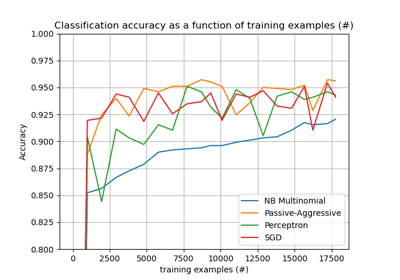 Classification accuracy as a function of training examples (#)
1.000
0.975
0.950
0.925
0.900
0.875
0.850
0.825
0.800
Accuracy
NB Multinomial
Passive-Aggressive
Perceptron
SGD
0 2500 5000 7500 10000 12500 15000 17500
training examples (#)